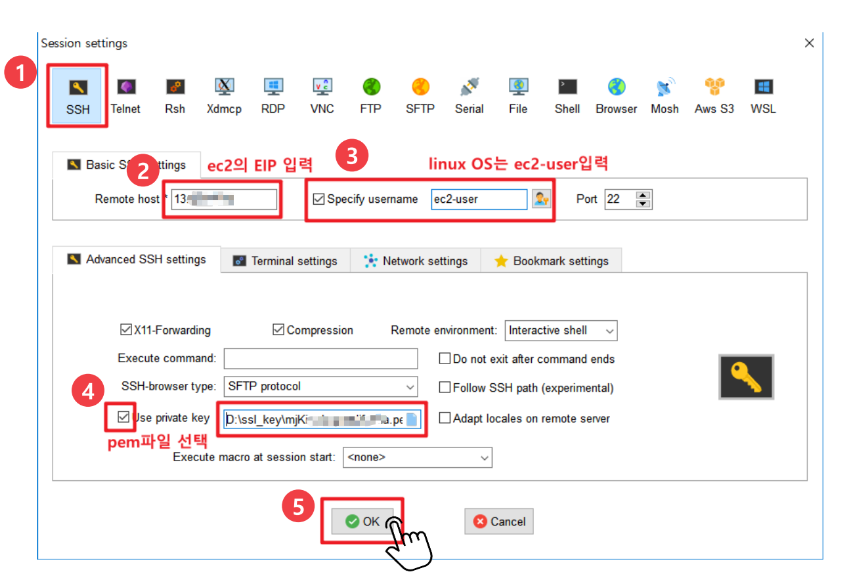 Session settings
1
SSH Telnet Rsh Xdmcp RDP VNC FTP SFTP Serial File Shell Browser Mosh Aws S3 WSL
Basic settings
2
ec2의 EIP 입력
3
linux OS는 ec2-user입력
Remote host * 13
Specify username ec2-user
Port 22
Advanced SSH settings Terminal settings Network settings Bookmark settings
X11-Forwarding Compression Remote environment: Interactive shell
Execute command: Do not exit after command ends
SSH-browser type: SFTP protocol Follow SSH path (experimental)
4
Use private key D:\ssl_key\mjKi Adapt locales on remote server
pem파일 선택
Execute macro at session start: <none>
5
OK Cancel